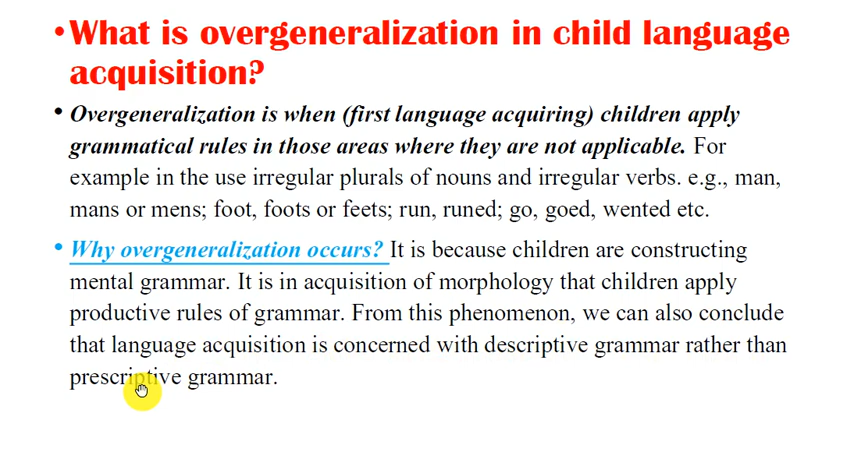 •What is overgeneralization in child language
acquisition?
• Overgeneralization is when (first language acquiring) children apply
grammatical rules in those areas where they are not applicable. For
example in the use irregular plurals of nouns and irregular verbs. e.g., man,
mans or mens; foot, foots or feets; run, runed; go, goed, wented etc.
• Why overgeneralization occurs? It is because children are constructing
mental grammar. It is in acquisition of morphology that children apply
productive rules of grammar. From this phenomenon, we can also conclude
that language acquisition is concerned with descriptive grammar rather than
prescriptive grammar.